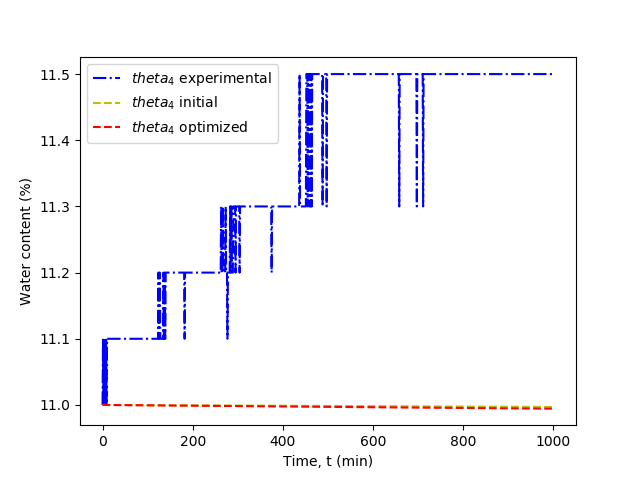 11.5
11.4
11.3
11.2
11.1
11.0
Water content (%)
theta₄ experimental
theta₄ initial
theta₄ optimized
0 200 400 600 800 1000
Time, t (min)